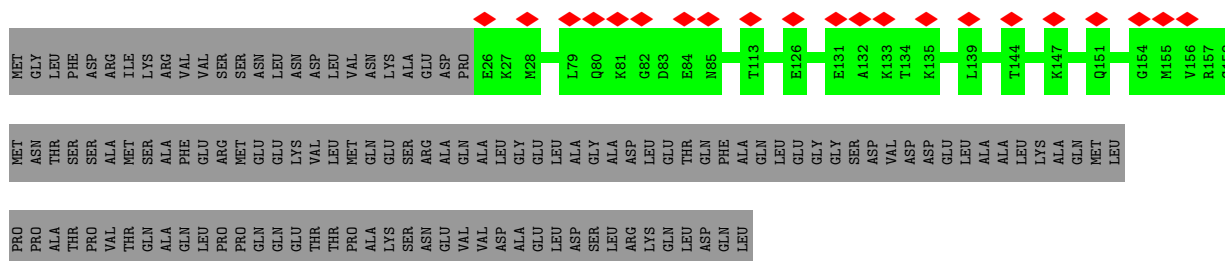 MET GLY LEU PHE ASP ARG ILE LYS ARG VAL VAL SER SER ASN LEU ASN ASP LEU VAL ASN LYS ALA GLU ASP PRO E26 K27 M28 L79 Q80 K81 G82 D83 E84 N85 T113 E126 E131 A132 K133 T134 K135 L139 T144 K147 Q151 G154 M155 V156 R157
MET ASN THR SER SER ALA MET SER ALA PHE GLU ARG MET GLU GLU LYS VAL LEU MET GLN GLU SER ARG ALA GLN ALA LEU GLY GLU LEU ALA GLY ALA ASP LEU GLU THR GLN PHE ALA GLN LEU GLU GLY GLY SER ASP VAL ASP ASP GLU LEU ALA ALA LEU LYS ALA GLN MET LEU
PRO PRO ALA THR PRO VAL THR GLN ALA GLN LEU PRO PRO GLN GLN GLU THR THR PRO ALA LYS SER ASN GLU VAL VAL ASP ALA GLU LEU ASP SER LEU ARG LYS GLN LEU ASP GLN LEU